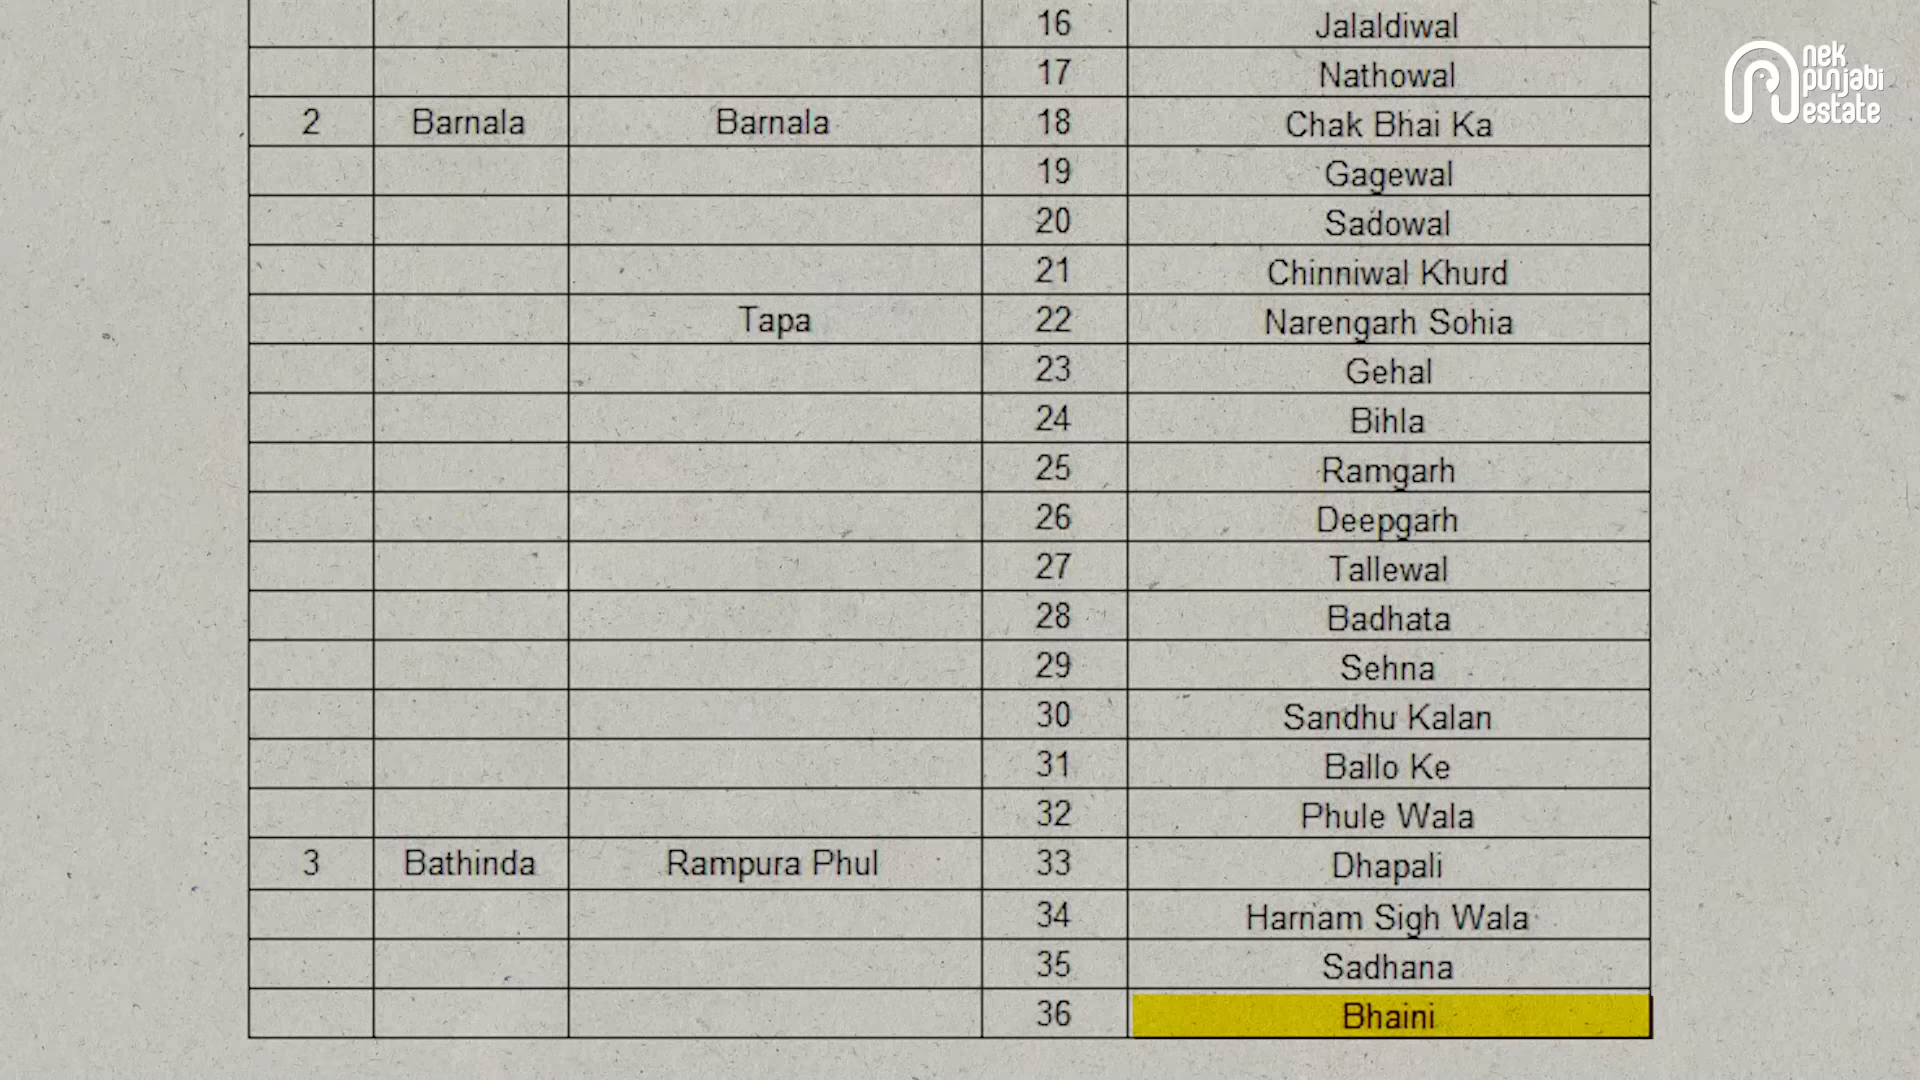 16 Jalaldiwal
17 Nathowal
2 Barnala Barnala 18 Chak Bhai Ka
19 Gagewal
20 Sadowal
21 Chinniwal Khurd
Tapa 22 Narengarh Sohia
23 Gehal
24 Bihla
25 Ramgarh
26 Deepgarh
27 Tallewal
28 Badhata
29 Sehna
30 Sandhu Kalan
31 Ballo Ke
32 Phule Wala
3 Bathinda Rampura Phul 33 Dhapali
34 Harnam Sigh Wala
35 Sadhana
36 Bhaini
nek
punjabi
estate